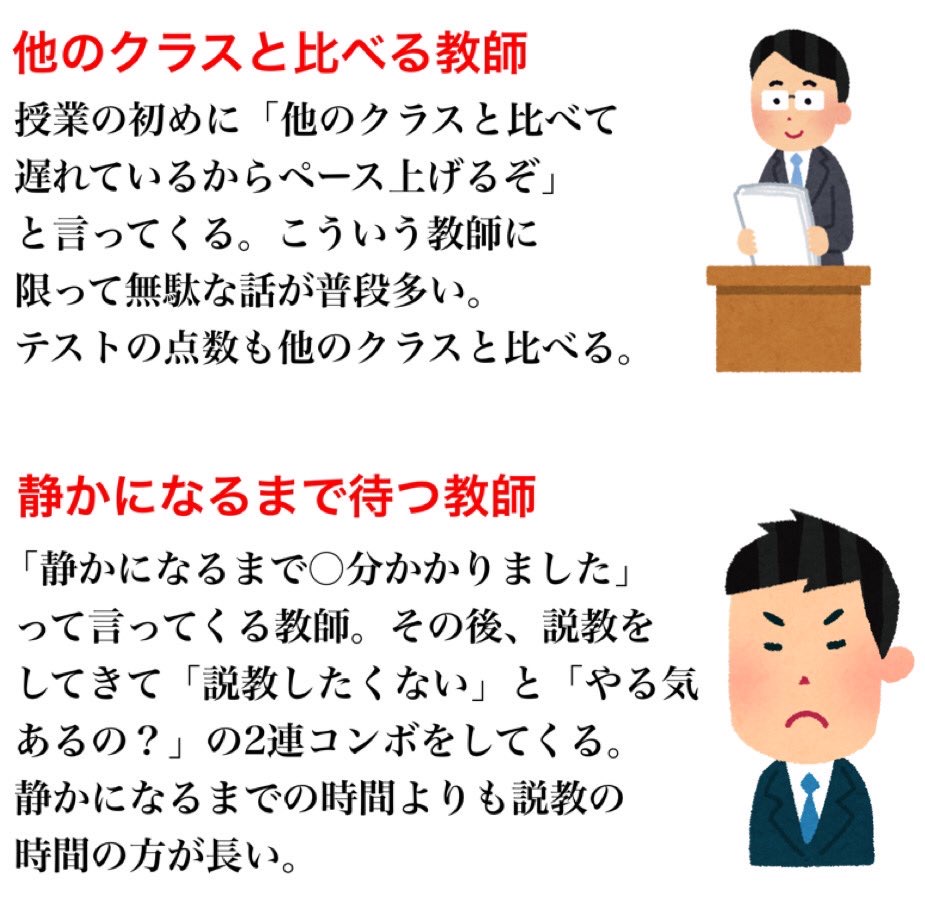 他のクラスと比べる教師
授業の初めに「他のクラスと比べて
遅れているからペース上げるぞ」
と言ってくる。こういう教師に
限って無駄な話が普段多い。
テストの点数も他のクラスと比べる。
静かになるまで待つ教師
「静かになるまで〇分かかりました」
って言ってくる教師。その後、説教を
してきて「説教したくない」と「やる気
あるの？」の2連コンボをしてくる。
静かになるまでの時間よりも説教の
時間の方が長い。